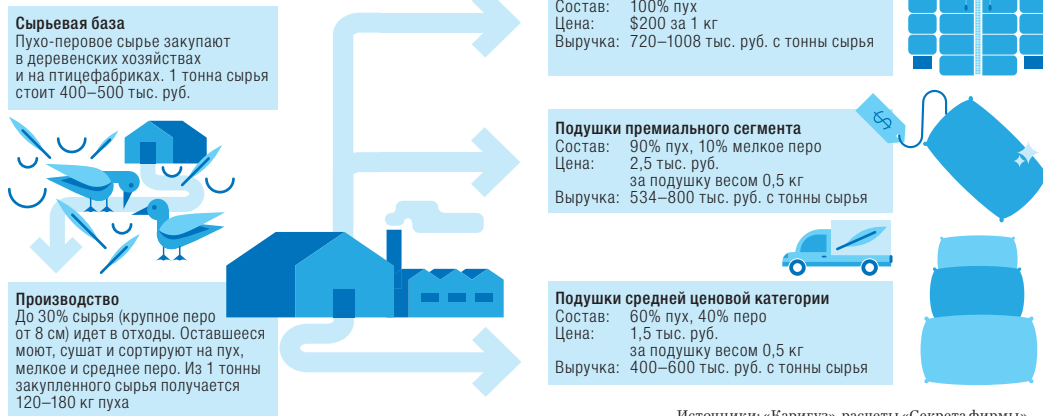 Сырьевая база
Пухо-перовое сырье закупают
в деревенских хозяйствах
и на птицефабриках. 1 тонна сырья
стоит 400–500 тыс. руб.
Производство
До 30% сырья (крупное перо
от 8 см) идет в отходы. Оставшееся
моют, сушат и сортируют на пух,
мелкое и среднее перо. Из 1 тонны
закупленного сырья получается
120–180 кг пуха
Состав: 100% пух
Цена: $200 за 1 кг
Выручка: 720–1008 тыс. руб. с тонны сырья
$
Подушки премиального сегмента
Состав: 90% пух, 10% мелкое перо
Цена: 2,5 тыс. руб.
за подушку весом 0,5 кг
Выручка: 534–800 тыс. руб. с тонны сырья
Подушки средней ценовой категории
Состав: 60% пух, 40% перо
Цена: 1,5 тыс. руб.
за подушку весом 0,5 кг
Выручка: 400–600 тыс. руб. с тонны сырья
Источники: «Каригуз», расчеты «Секрета фирмы»